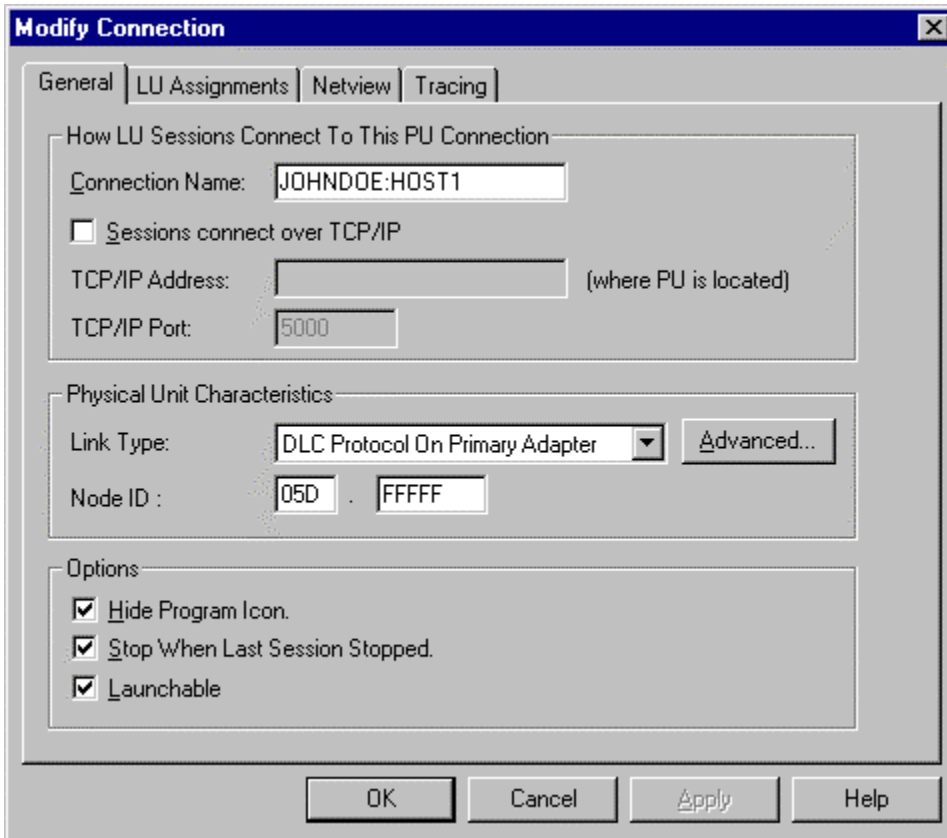 Modify Connection
General LU Assignments Netview Tracing
How LU Sessions Connect To This PU Connection
Connection Name: JOHNDOE:HOST1
Sessions connect over TCP/IP
TCP/IP Address: (where PU is located)
TCP/IP Port: 5000
Physical Unit Characteristics
Link Type: DLC Protocol On Primary Adapter Advanced...
Node ID : 05D . FFFFF
Options
Hide Program Icon.
Stop When Last Session Stopped.
Launchable
OK Cancel Apply Help